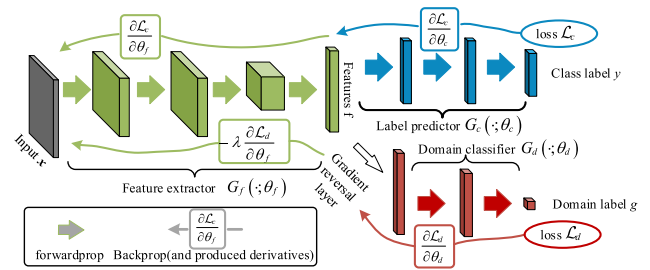 ∂ℒ_c/∂θ_f
∂ℒ_c/∂θ_c
loss ℒ_c
Input x
Features f
Class label y
Label predictor G_c (·;θ_c)
−λ ∂ℒ_d/∂θ_f
Feature extractor G_f (·;θ_f)
Gradient
reversal
layer
Domain classifier G_d (·;θ_d)
Domain label g
∂ℒ_d/∂θ_d
loss ℒ_d
∂ℒ_c/∂θ_f
forwardprop
Backprop(and produced derivatives)